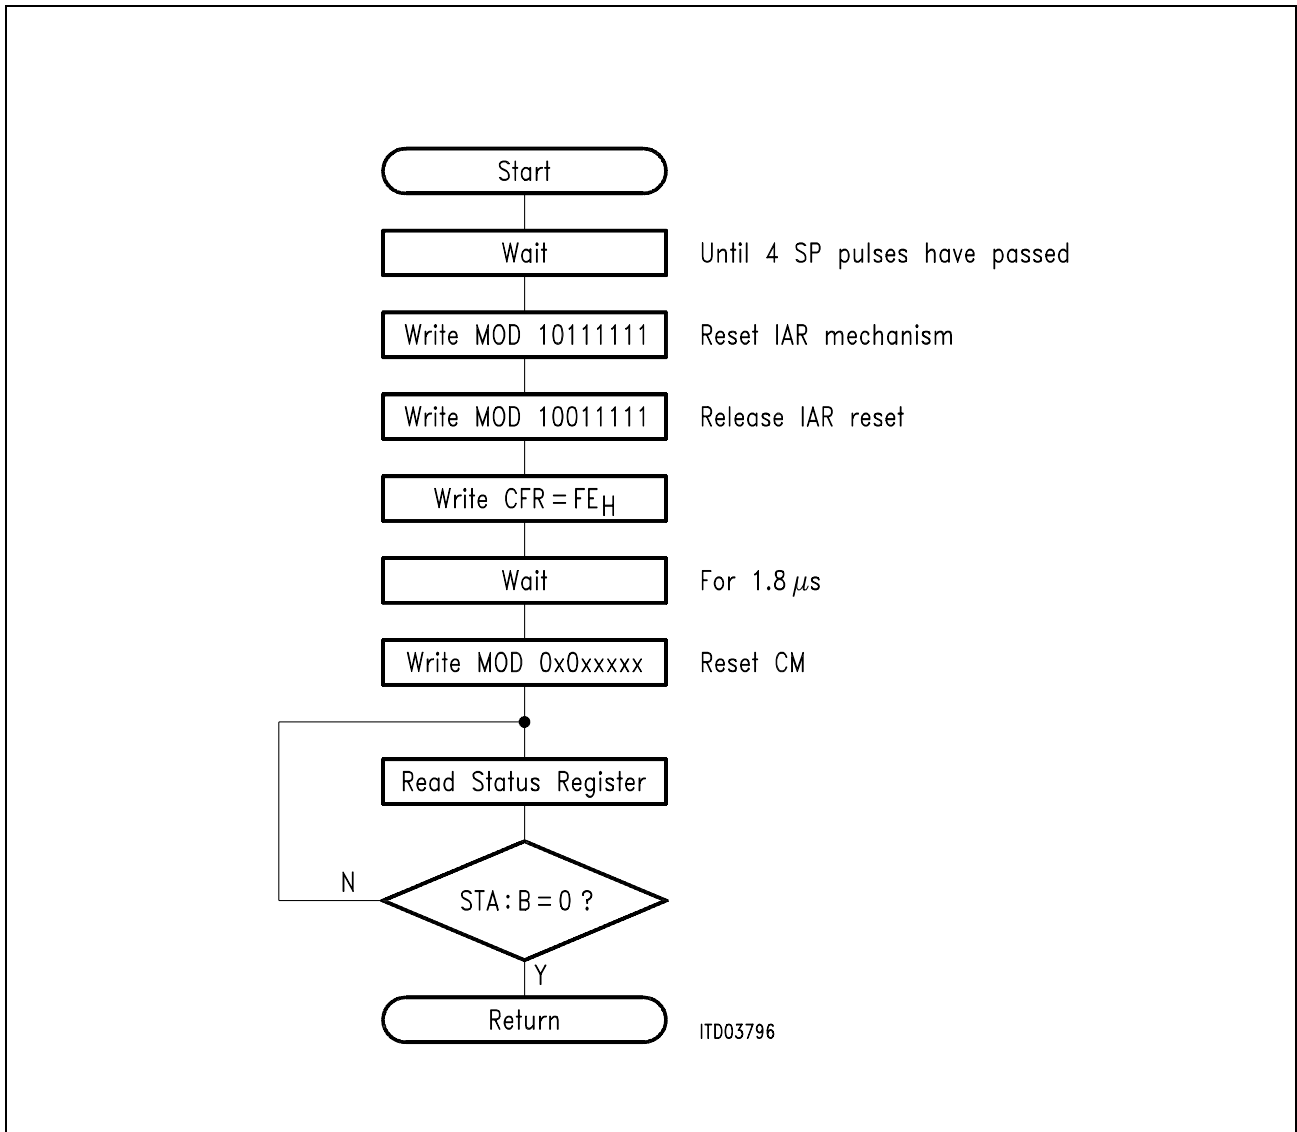 Start
Wait
Until 4 SP pulses have passed
Write MOD 10111111
Reset IAR mechanism
Write MOD 10011111
Release IAR reset
Write CFR = FEH
Wait
For 1.8 μs
Write MOD 0x0xxxxx
Reset CM
Read Status Register
N
STA : B = 0 ?
Y
Return
ITD03796